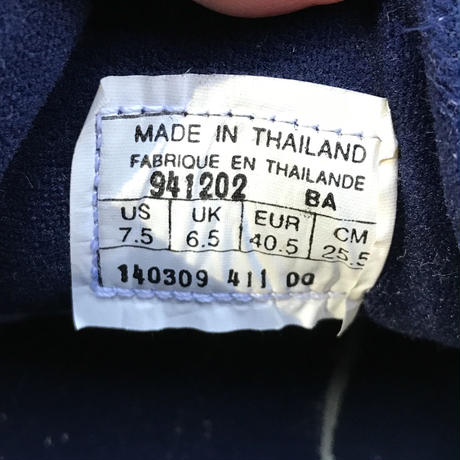 MADE IN THAILAND
FABRIQUE EN THAILANDE
941202 BA
US UK EUR CM
7.5 6.5 40.5 25.5
140309 411 DO